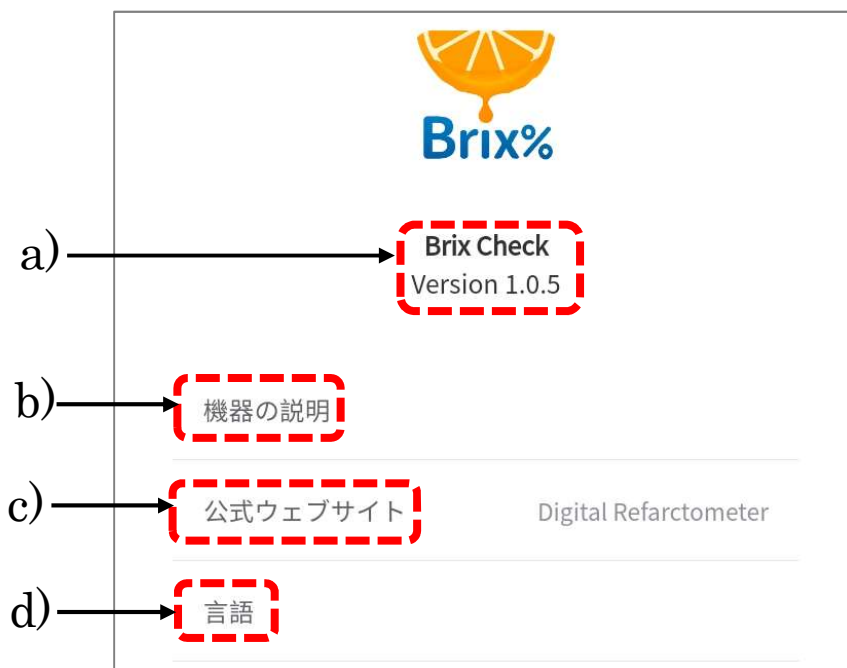 Brix%
a)
Brix Check
Version 1.0.5
b)
機器の説明
c)
公式ウェブサイト Digital Refarctometer
d)
言語